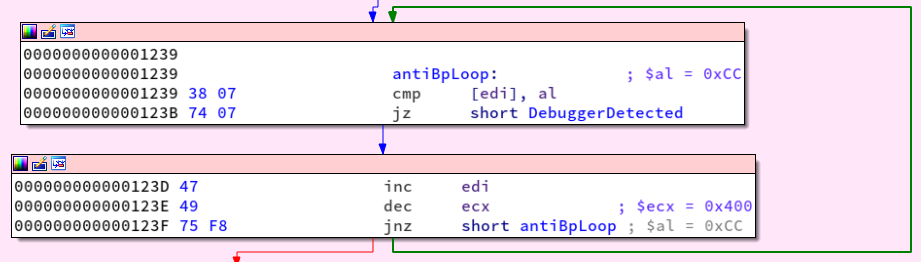 0000000000001239
0000000000001239 antiBpLoop: ; $al = 0xCC
0000000000001239 38 07 cmp [edi], al
000000000000123B 74 07 jz short DebuggerDetected
000000000000123D 47 inc edi
000000000000123E 49 dec ecx ; $ecx = 0x400
000000000000123F 75 F8 jnz short antiBpLoop ; $al = 0xCC